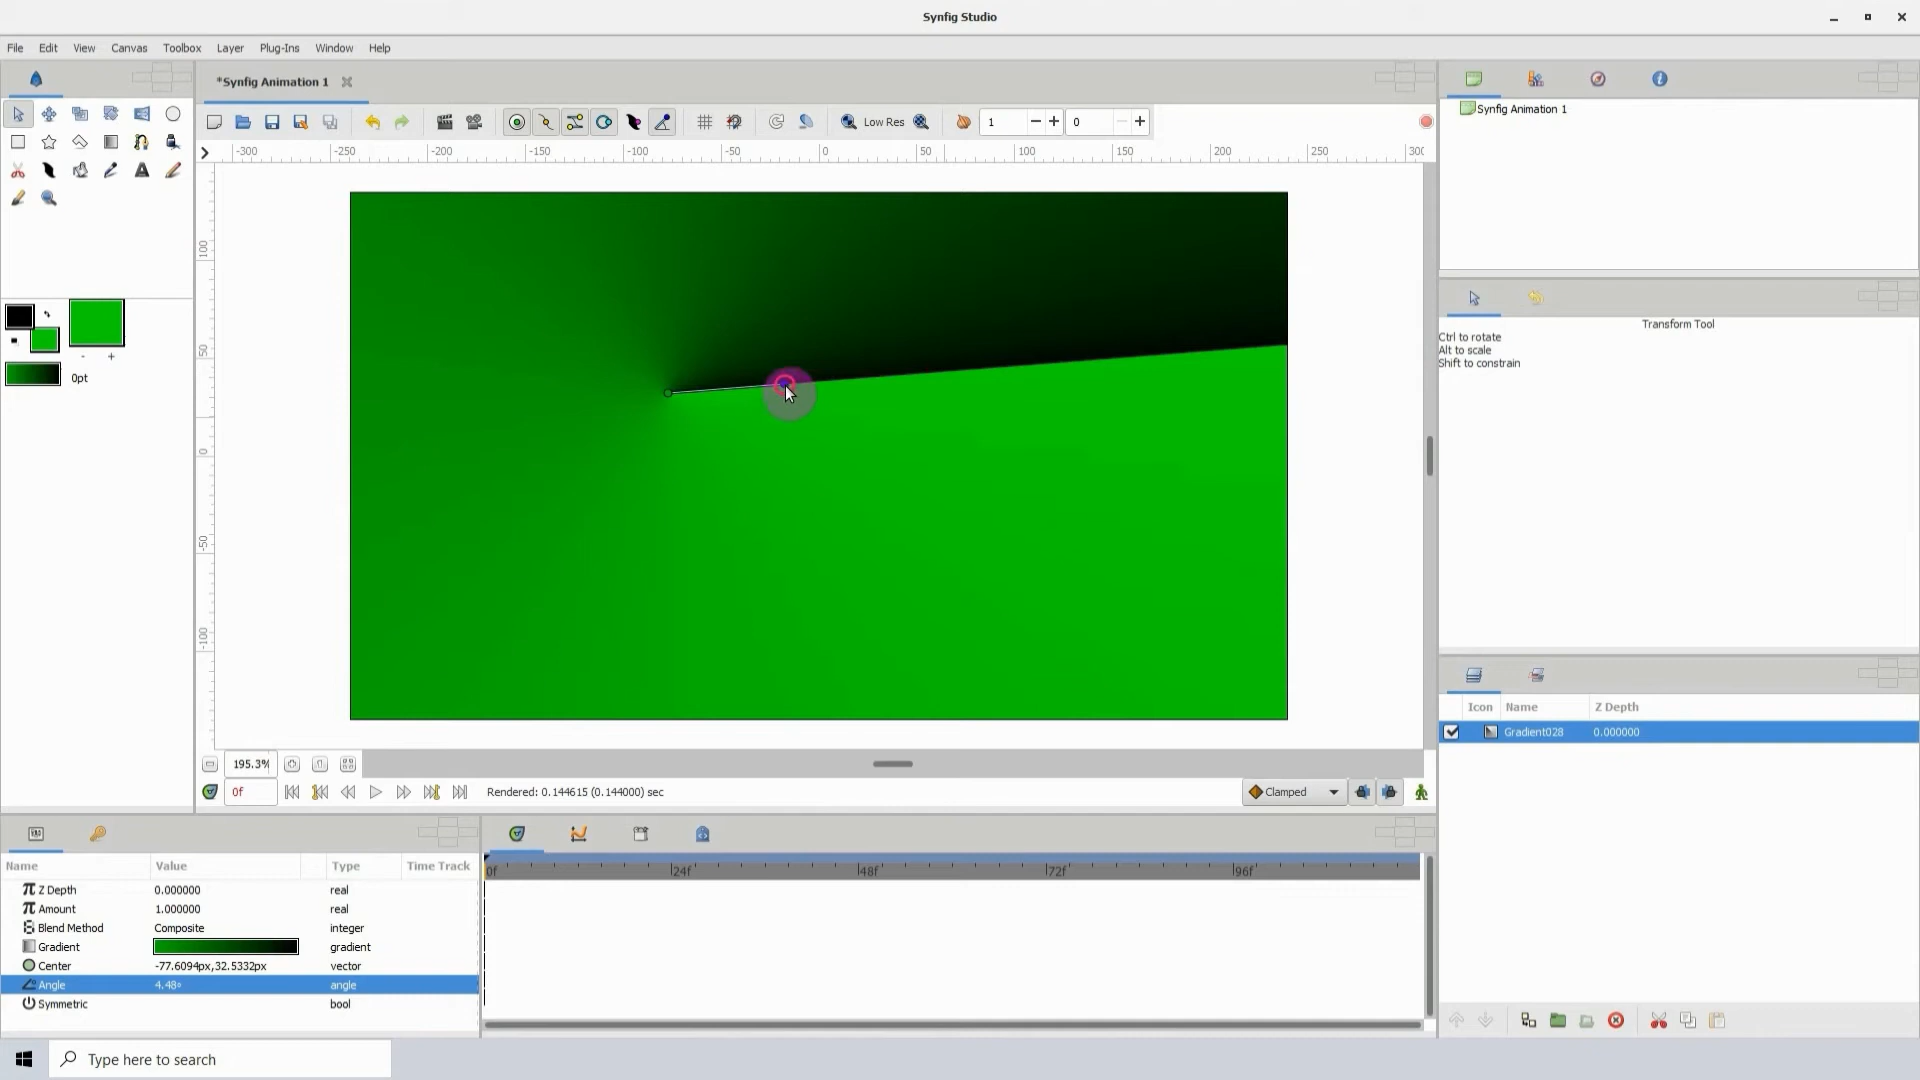 Synfig Studio
File Edit View Canvas Toolbox Layer Plug-Ins Window Help
*Synfig Animation 1
Low Res 1 0
-300 -250 -200 -150 -100 -50 0 50 100 150 200 250 300
100
50
0
-50
-100
0pt
Synfig Animation 1
Transform Tool
Ctrl to rotate
Alt to scale
Shift to constrain
Icon Name Z Depth
Gradient028 0.000000
195.3%
0f Rendered: 0.144615 (0.144000) sec Clamped
Name Value Type Time Track
Z Depth 0.000000 real
Amount 1.000000 real
Blend Method Composite integer
Gradient gradient
Center -77.6094px,32.5332px vector
Angle 4.48° angle
Symmetric bool
0f 24f 48f 72f 96f
Type here to search